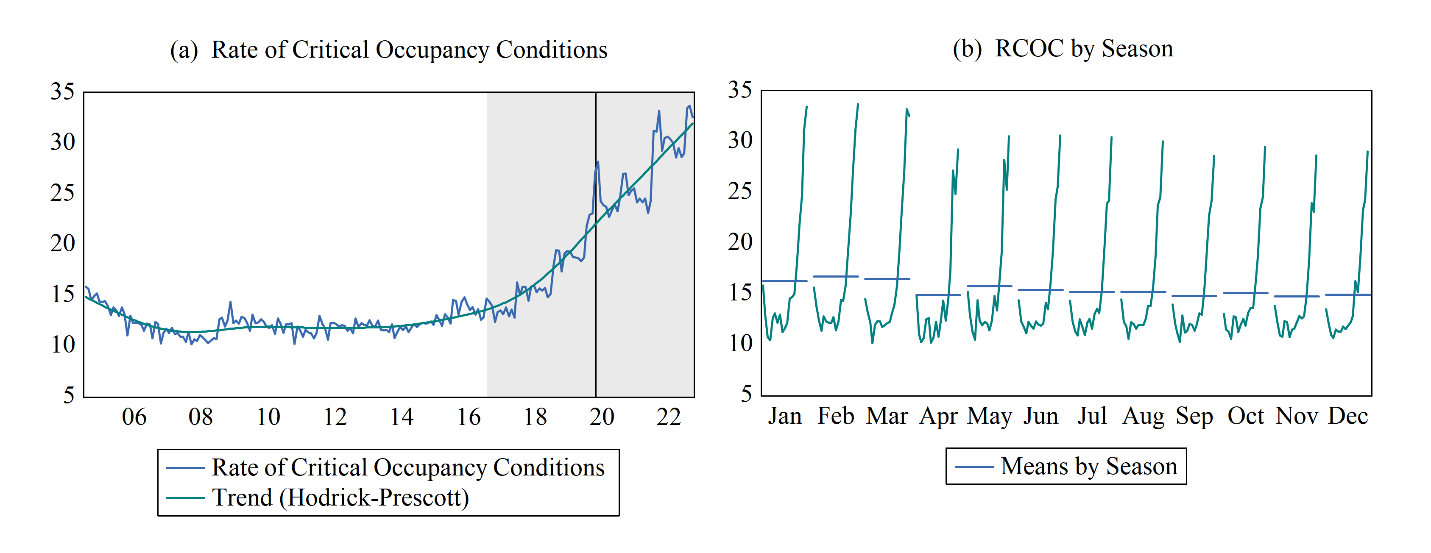 (a) Rate of Critical Occupancy Conditions
35
30
25
20
15
10
5
06 08 10 12 14 16 18 20 22
Rate of Critical Occupancy Conditions
Trend (Hodrick-Prescott)
(b) RCOC by Season
35
30
25
20
15
10
5
Jan Feb Mar Apr May Jun Jul Aug Sep Oct Nov Dec
Means by Season